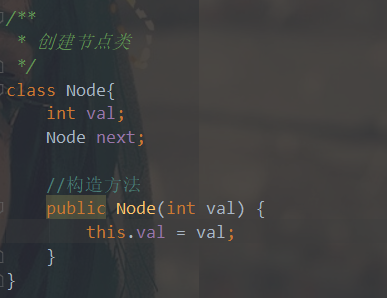 /**
 * 创建节点类
 */
class Node{
    int val;
    Node next;

    //构造方法
    public Node(int val) {
        this.val = val;
    }
}